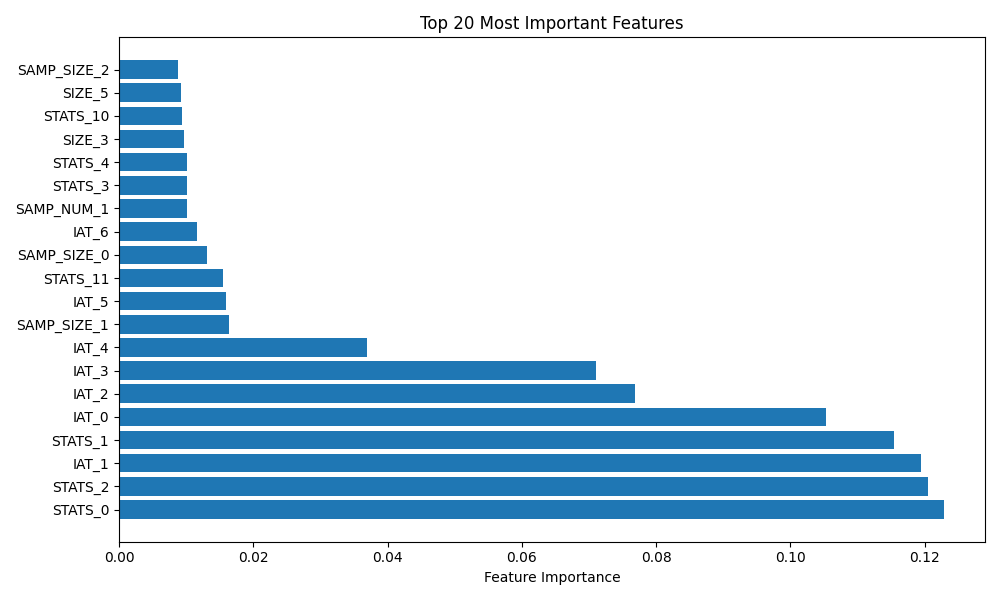 Top 20 Most Important Features
SAMP_SIZE_2
SIZE_5
STATS_10
SIZE_3
STATS_4
STATS_3
SAMP_NUM_1
IAT_6
SAMP_SIZE_0
STATS_11
IAT_5
SAMP_SIZE_1
IAT_4
IAT_3
IAT_2
IAT_0
STATS_1
IAT_1
STATS_2
STATS_0
0.00 0.02 0.04 0.06 0.08 0.10 0.12
Feature Importance